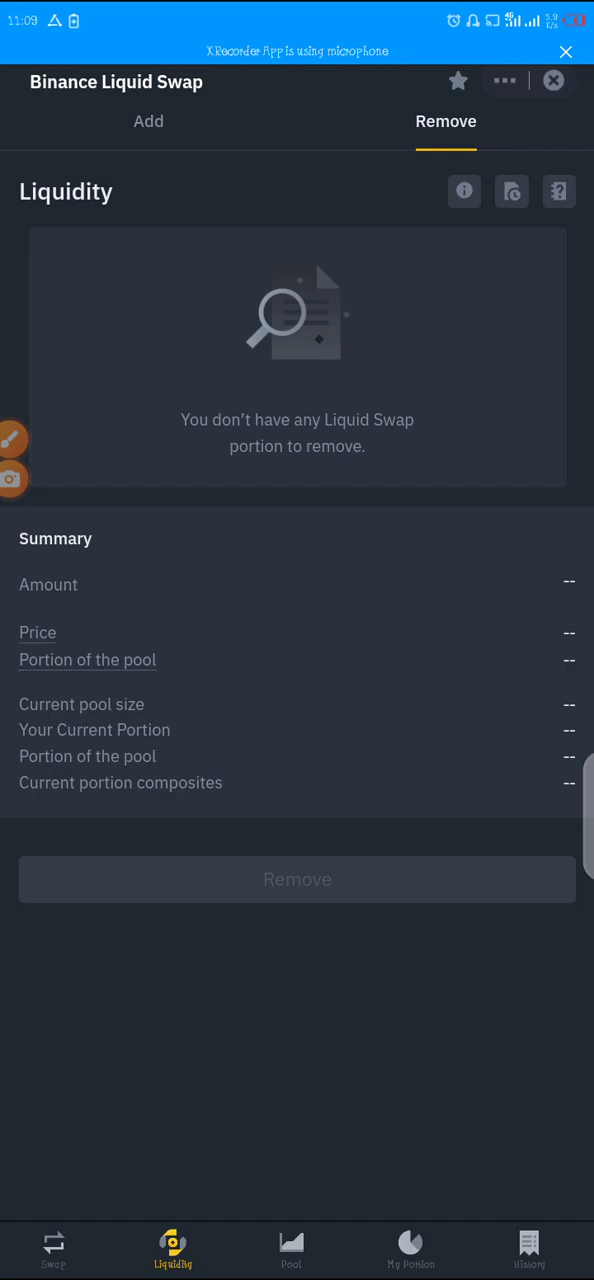 11:09
5.9
K/s
XRecorder App is using microphone
Binance Liquid Swap
Add
Remove
Liquidity
You don't have any Liquid Swap
portion to remove.
Summary
Amount --
Price --
Portion of the pool --
Current pool size --
Your Current Portion --
Portion of the pool --
Current portion composites --
Remove
Swap
Liquidity
Pool
My Portion
History